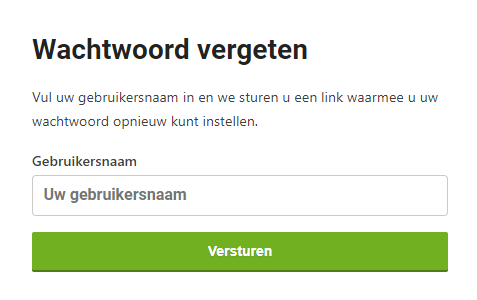 Wachtwoord vergeten
Vul uw gebruikersnaam in en we sturen u een link waarmee u uw
wachtwoord opnieuw kunt instellen.
Gebruikersnaam
Uw gebruikersnaam
Versturen